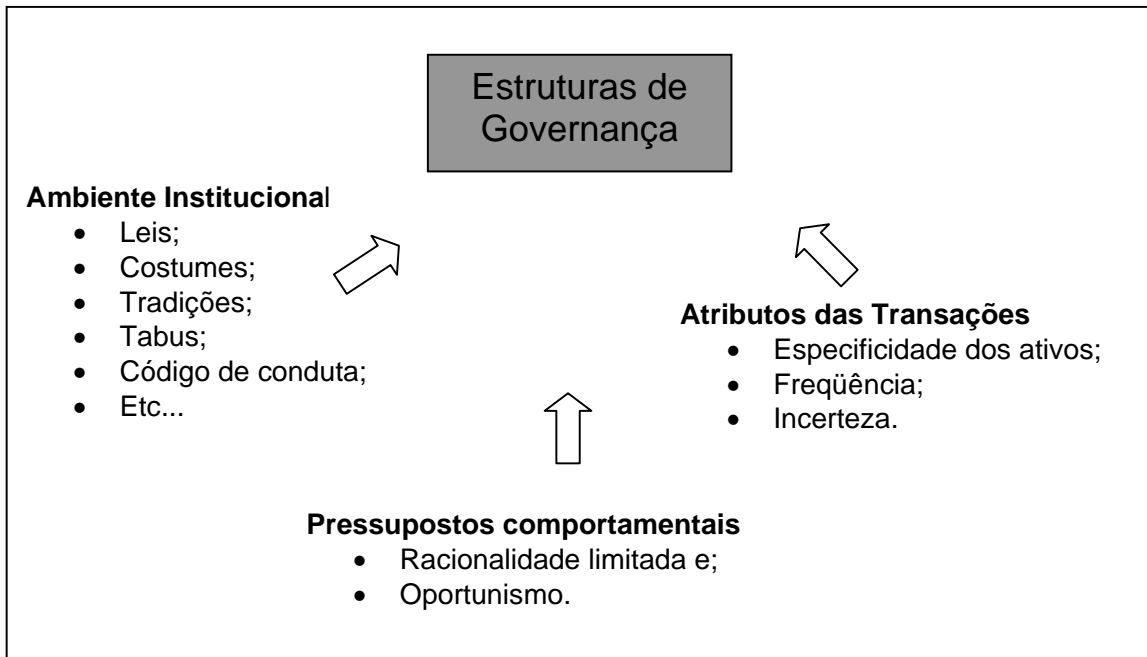 Estruturas de
Governança
Ambiente Institucional
• Leis;
• Costumes;
• Tradições;
• Tabus;
• Código de conduta;
• Etc...
Atributos das Transações
• Especificidade dos ativos;
• Freqüência;
• Incerteza.
Pressupostos comportamentais
• Racionalidade limitada e;
• Oportunismo.